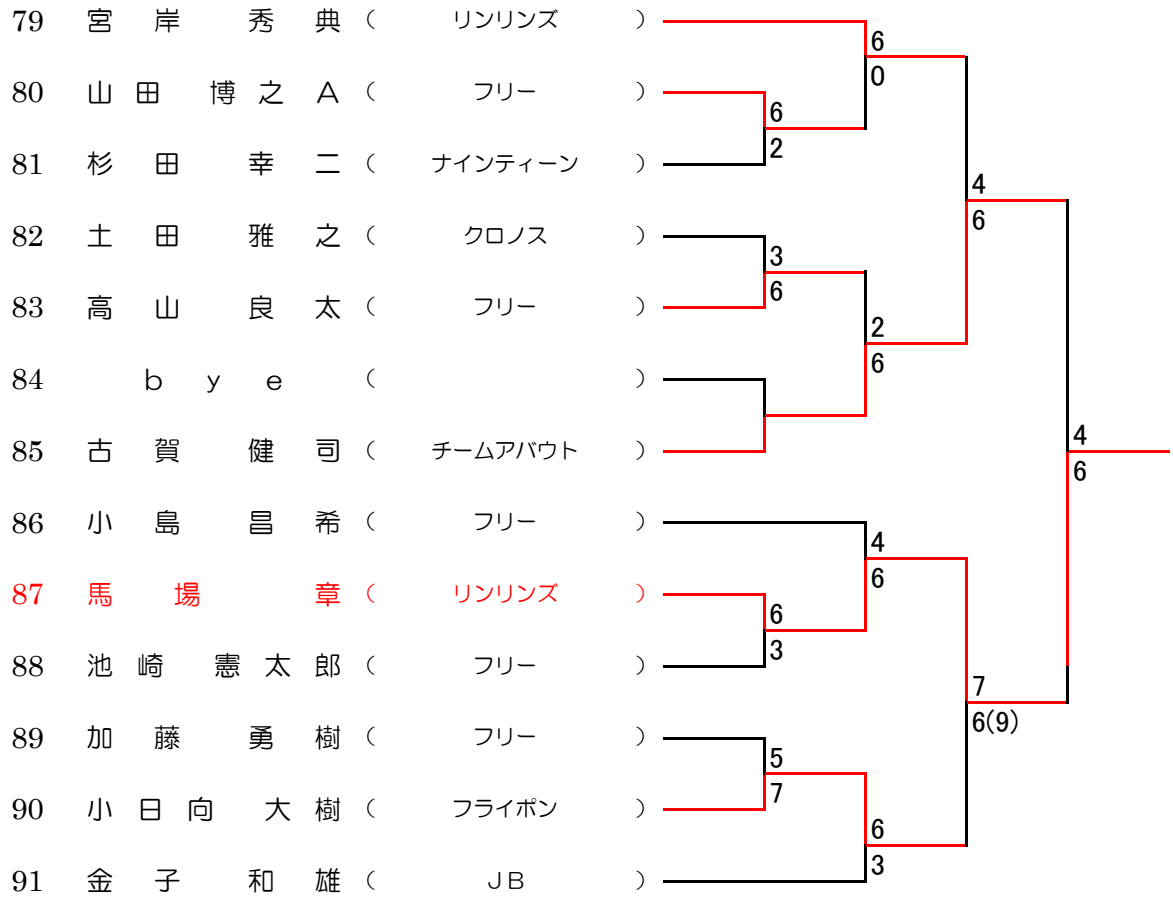 79 宮岸 秀典 ( リンリンズ )
6
0
80 山田 博之A ( フリー )
6
2
81 杉田 幸二 ( ナインティーン )
4
6
82 土田 雅之 ( クロノス )
3
6
83 高山 良太 ( フリー )
2
6
84 bye ( )
85 古賀 健司 ( チームアバウト )
4
6
86 小島 昌希 ( フリー )
4
6
87 馬場 章 ( リンリンズ )
6
3
88 池崎 憲太郎 ( フリー )
7
6(9)
89 加藤 勇樹 ( フリー )
5
7
90 小日向 大樹 ( フライポン )
6
3
91 金子 和雄 ( JB )